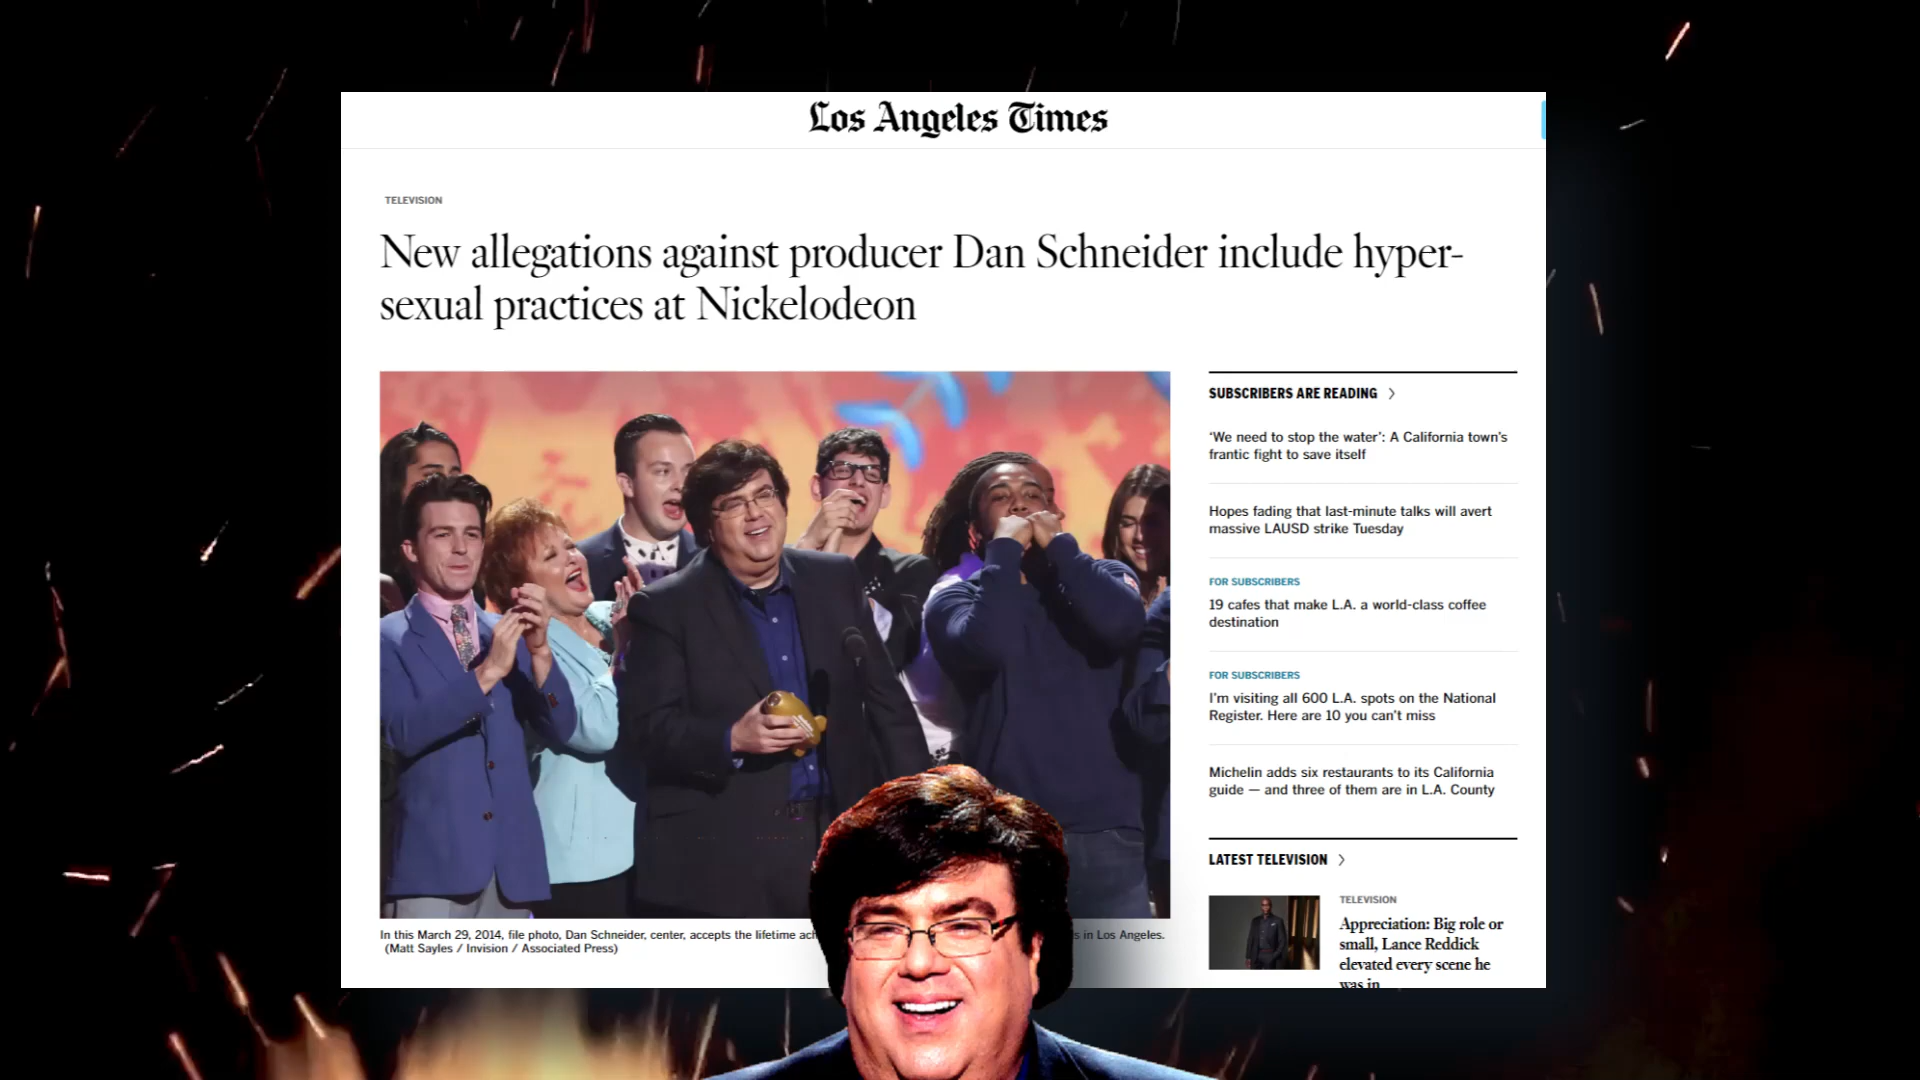 Los Angeles Times
TELEVISION
New allegations against producer Dan Schneider include hyper-
sexual practices at Nickelodeon
In this March 29, 2014, file photo, Dan Schneider, center, accepts the lifetime s in Los Angeles.
(Matt Sayles / Invision / Associated Press)
SUBSCRIBERS ARE READING
‘We need to stop the water’: A California town’s
frantic fight to save itself
Hopes fading that last-minute talks will avert
massive LAUSD strike Tuesday
FOR SUBSCRIBERS
19 cafes that make L.A. a world-class coffee
destination
FOR SUBSCRIBERS
I’m visiting all 600 L.A. spots on the National
Register. Here are 10 you can’t miss
Michelin adds six restaurants to its California
guide — and three of them are in L.A. County
LATEST TELEVISION
TELEVISION
Appreciation: Big role or
small, Lance Reddick
elevated every scene he
was in